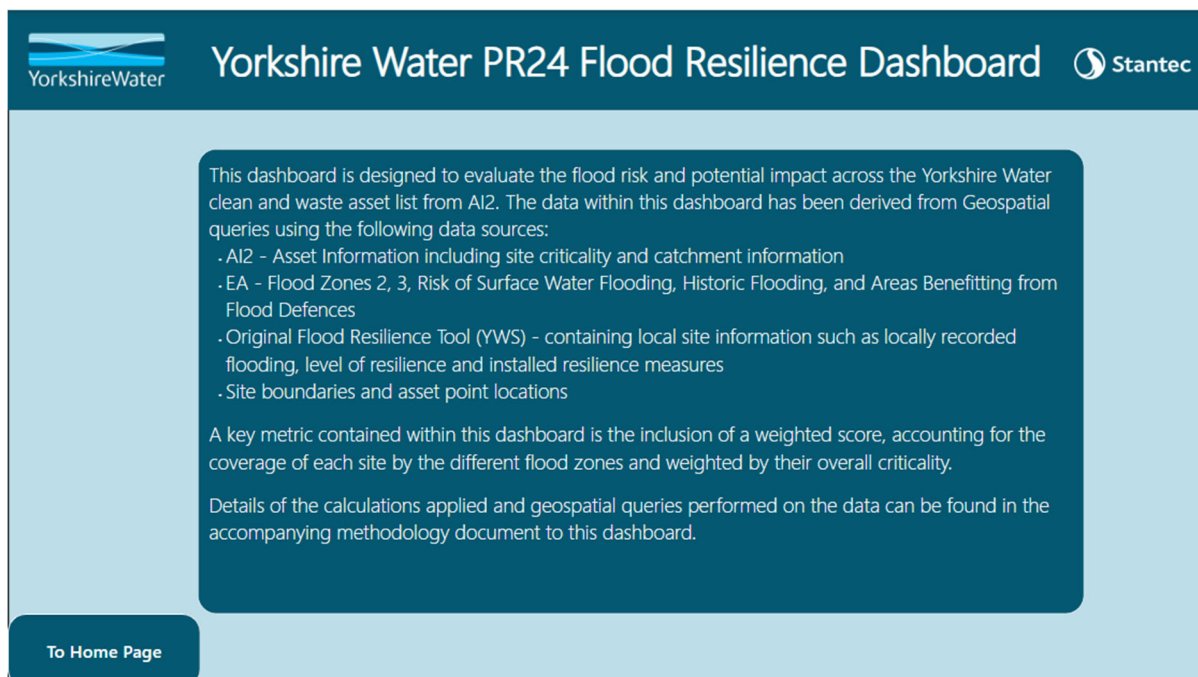 YorkshireWater
Yorkshire Water PR24 Flood Resilience Dashboard
Stantec
This dashboard is designed to evaluate the flood risk and potential impact across the Yorkshire Water
clean and waste asset list from AI2. The data within this dashboard has been derived from Geospatial
queries using the following data sources:
· AI2 - Asset Information including site criticality and catchment information
· EA - Flood Zones 2, 3, Risk of Surface Water Flooding, Historic Flooding, and Areas Benefitting from
Flood Defences
· Original Flood Resilience Tool (YWS) - containing local site information such as locally recorded
flooding, level of resilience and installed resilience measures
· Site boundaries and asset point locations
A key metric contained within this dashboard is the inclusion of a weighted score, accounting for the
coverage of each site by the different flood zones and weighted by their overall criticality.
Details of the calculations applied and geospatial queries performed on the data can be found in the
accompanying methodology document to this dashboard.
To Home Page